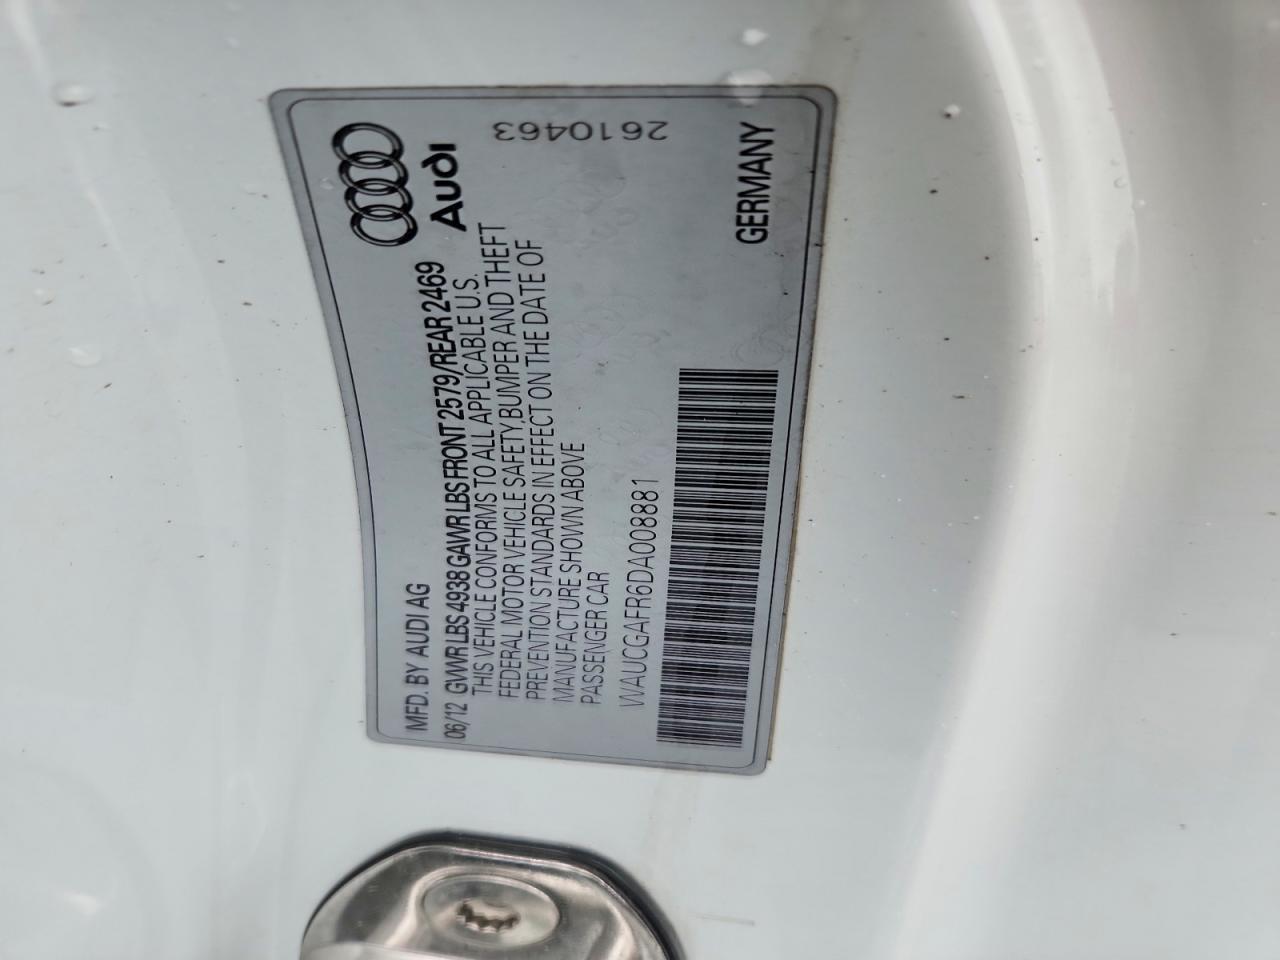 Audi
MFD. BY AUDI AG
06/12 GVWR LBS 4938 GAWR LBS FRONT 2579/REAR 2469
THIS VEHICLE CONFORMS TO ALL APPLICABLE U.S.
FEDERAL MOTOR VEHICLE SAFETY,BUMPER AND THEFT
PREVENTION STANDARDS IN EFFECT ON THE DATE OF
MANUFACTURE SHOWN ABOVE
PASSENGER CAR
WAUCGAFR6DA008881
2610463
GERMANY